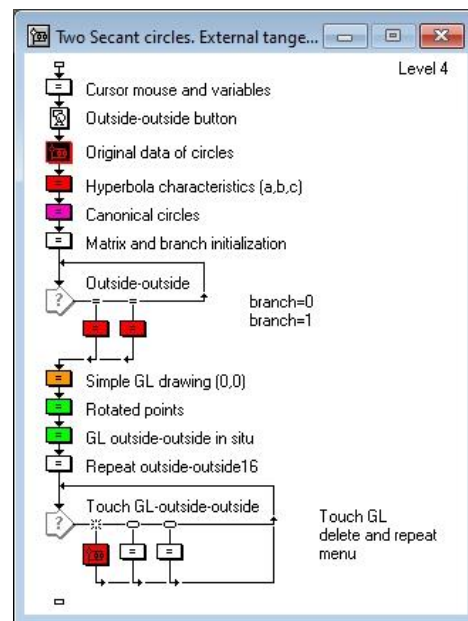 Two Secant circles. External tange...
Level 4
=
Cursor mouse and variables
Outside-outside button
Original data of circles
=
Hyperbola characteristics (a,b,c)
=
Canonical circles
=
Matrix and branch initialization
Outside-outside
?
= =
branch=0
branch=1
= =
=
Simple GL drawing (0,0)
=
Rotated points
=
GL outside-outside in situ
=
Repeat outside-outside16
Touch GL-outside-outside
?
Touch GL
delete and repeat
menu
= =